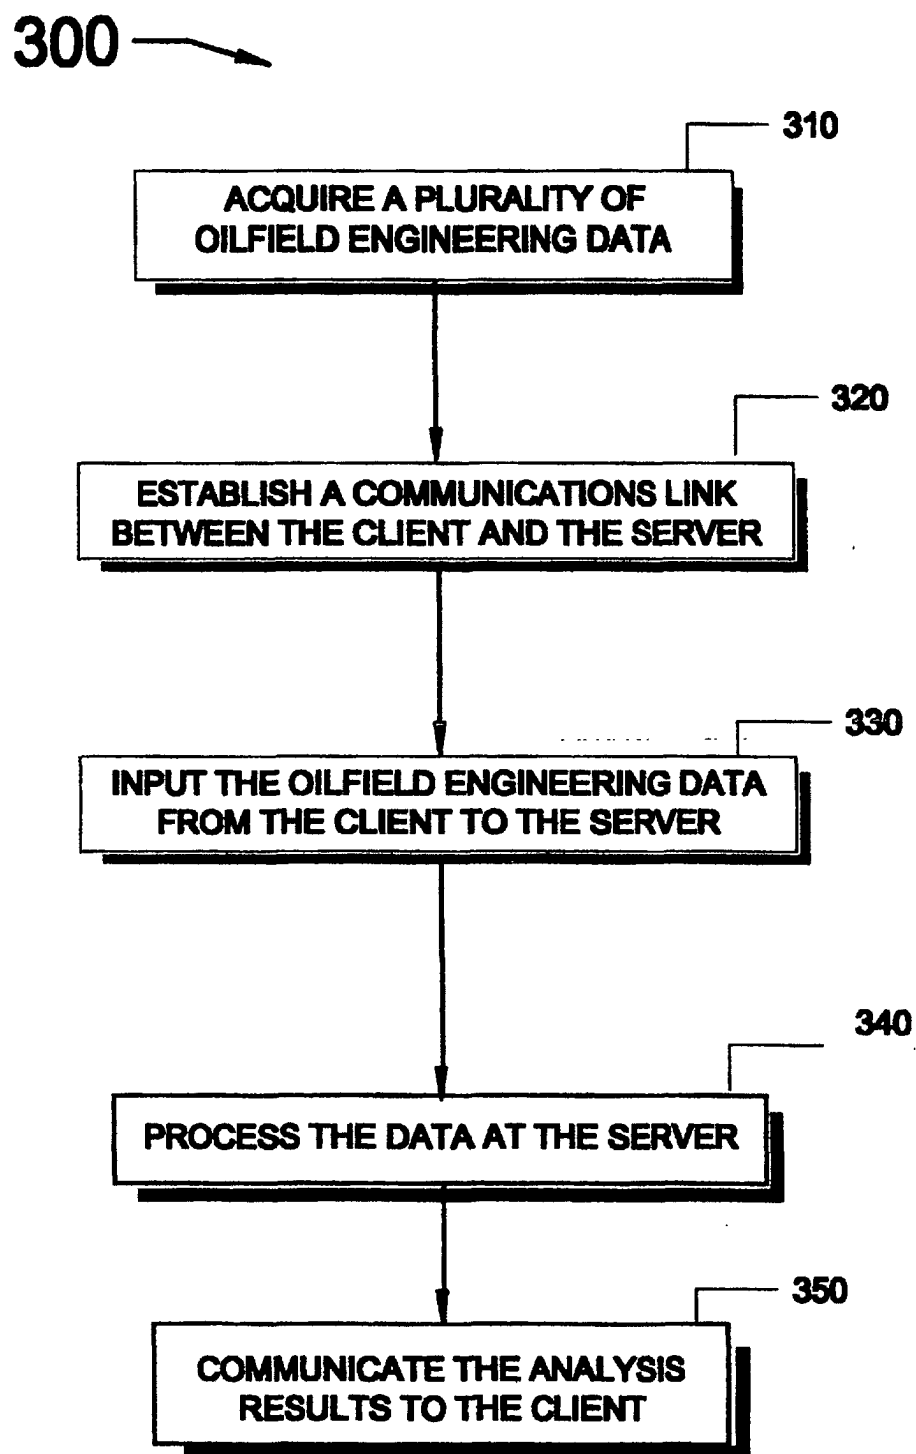 300
310
ACQUIRE A PLURALITY OF
OILFIELD ENGINEERING DATA
320
ESTABLISH A COMMUNICATIONS LINK
BETWEEN THE CLIENT AND THE SERVER
330
INPUT THE OILFIELD ENGINEERING DATA
FROM THE CLIENT TO THE SERVER
340
PROCESS THE DATA AT THE SERVER
350
COMMUNICATE THE ANALYSIS
RESULTS TO THE CLIENT